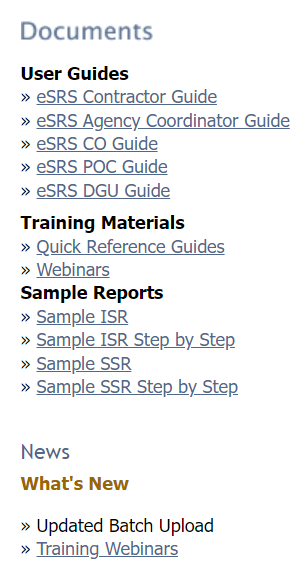 Documents
User Guides
» eSRS Contractor Guide
» eSRS Agency Coordinator Guide
» eSRS CO Guide
» eSRS POC Guide
» eSRS DGU Guide
Training Materials
» Quick Reference Guides
» Webinars
Sample Reports
» Sample ISR
» Sample ISR Step by Step
» Sample SSR
» Sample SSR Step by Step
News
What's New
» Updated Batch Upload
» Training Webinars